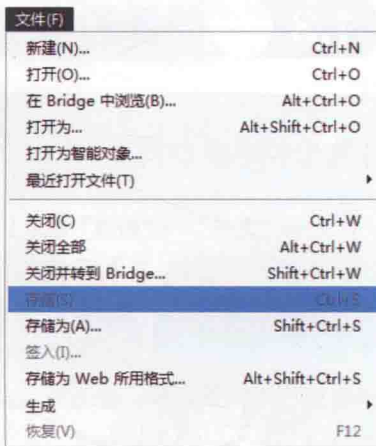 文件(F)
新建(N)... Ctrl+N
打开(O)... Ctrl+O
在 Bridge 中浏览(B)... Alt+Ctrl+O
打开为... Alt+Shift+Ctrl+O
打开为智能对象...
最近打开文件(T)
关闭(C) Ctrl+W
关闭全部 Alt+Ctrl+W
关闭并转到 Bridge... Shift+Ctrl+W
存储(S) Ctrl+S
存储为(A)... Shift+Ctrl+S
签入(I)...
存储为 Web 所用格式... Alt+Shift+Ctrl+S
生成
恢复(V) F12